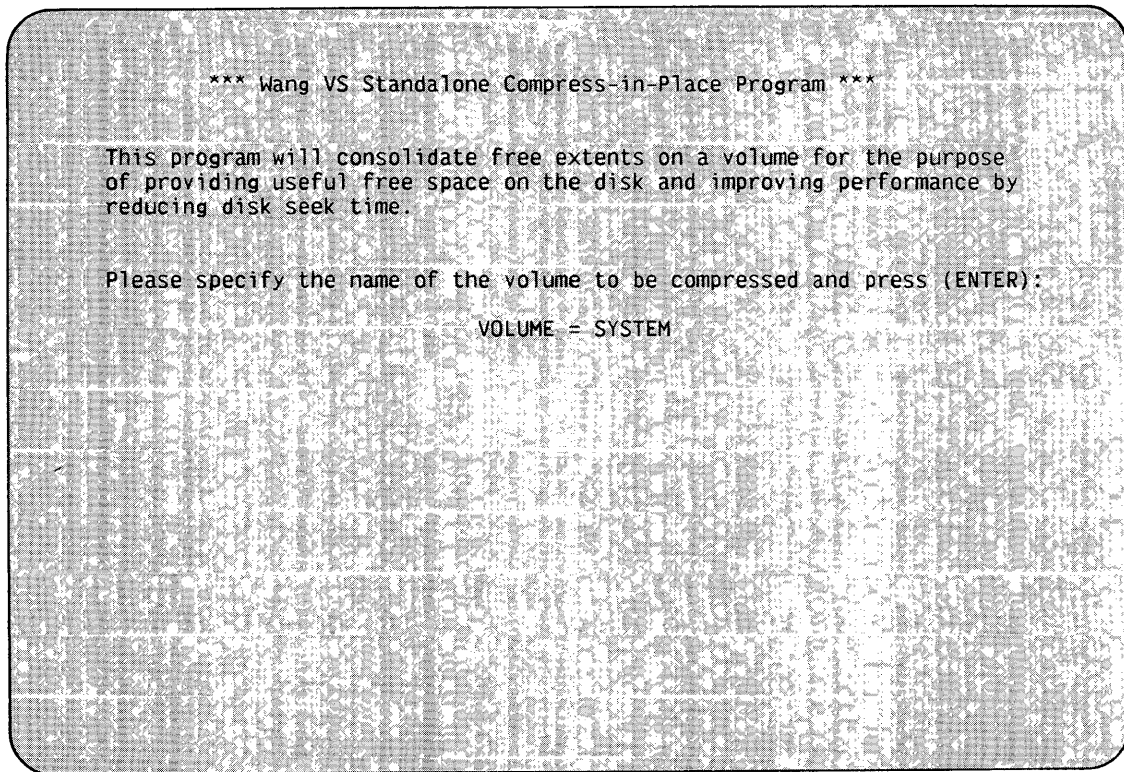 *** Wang VS Standalone Compress-in-Place Program ***
This program will consolidate free extents on a volume for the purpose
of providing useful free space on the disk and improving performance by
reducing disk seek time.
Please specify the name of the volume to be compressed and press (ENTER):
VOLUME = SYSTEM